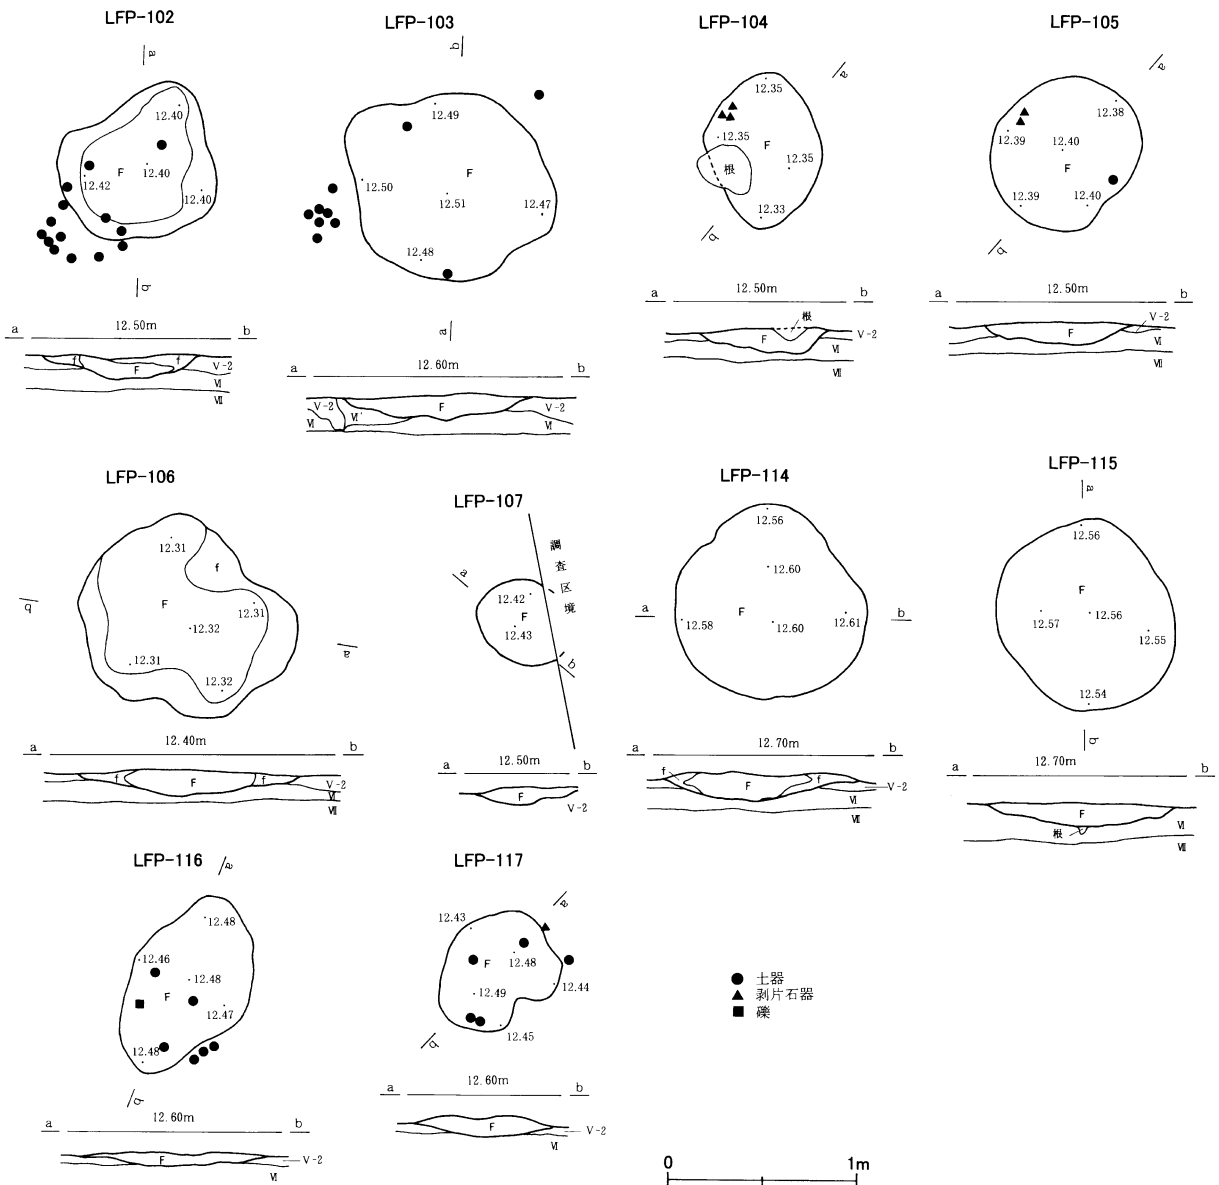 LFP-102
a
12.40
F
12.40
12.42
12.40
b
12.50m
a b
f F f
V-2
VI
VII
LFP-103
b
12.49
F
12.50
12.51
12.47
12.48
a
12.60m
a b
V-2 F V-2
VI VI' VI
LFP-104
a
12.35
12.35
F
12.35
根
12.33
b
12.50m
a b
根
F
V-2
VI
VII
LFP-105
a
12.38
12.39
12.40
F
12.39
12.40
b
12.50m
a b
V-2
F
VI
VII
LFP-106
12.31
f
b
F
12.31
12.32
12.31
a
12.32
12.40m
a b
f F f
V-2
VI
VII
LFP-107
調査区境
a
12.42
F
12.43
b
12.50m
a b
F
V-2
LFP-114
12.56
12.60
a F b
12.58 12.60 12.61
12.70m
a b
f F f
V-2
VI
VII
LFP-115
a
12.56
F
12.57 12.56
12.55
12.54
b
12.70m
a b
F
根
VI
VII
LFP-116
a
12.48
12.46
12.48
F
12.47
12.48
b
12.60m
a b
F
V-2
VI
LFP-117
a
12.43
F
12.48
12.49
12.44
12.45
b
12.60m
a b
F
V-2
VI
● 土器
▲ 剥片石器
■ 礫
0 1m